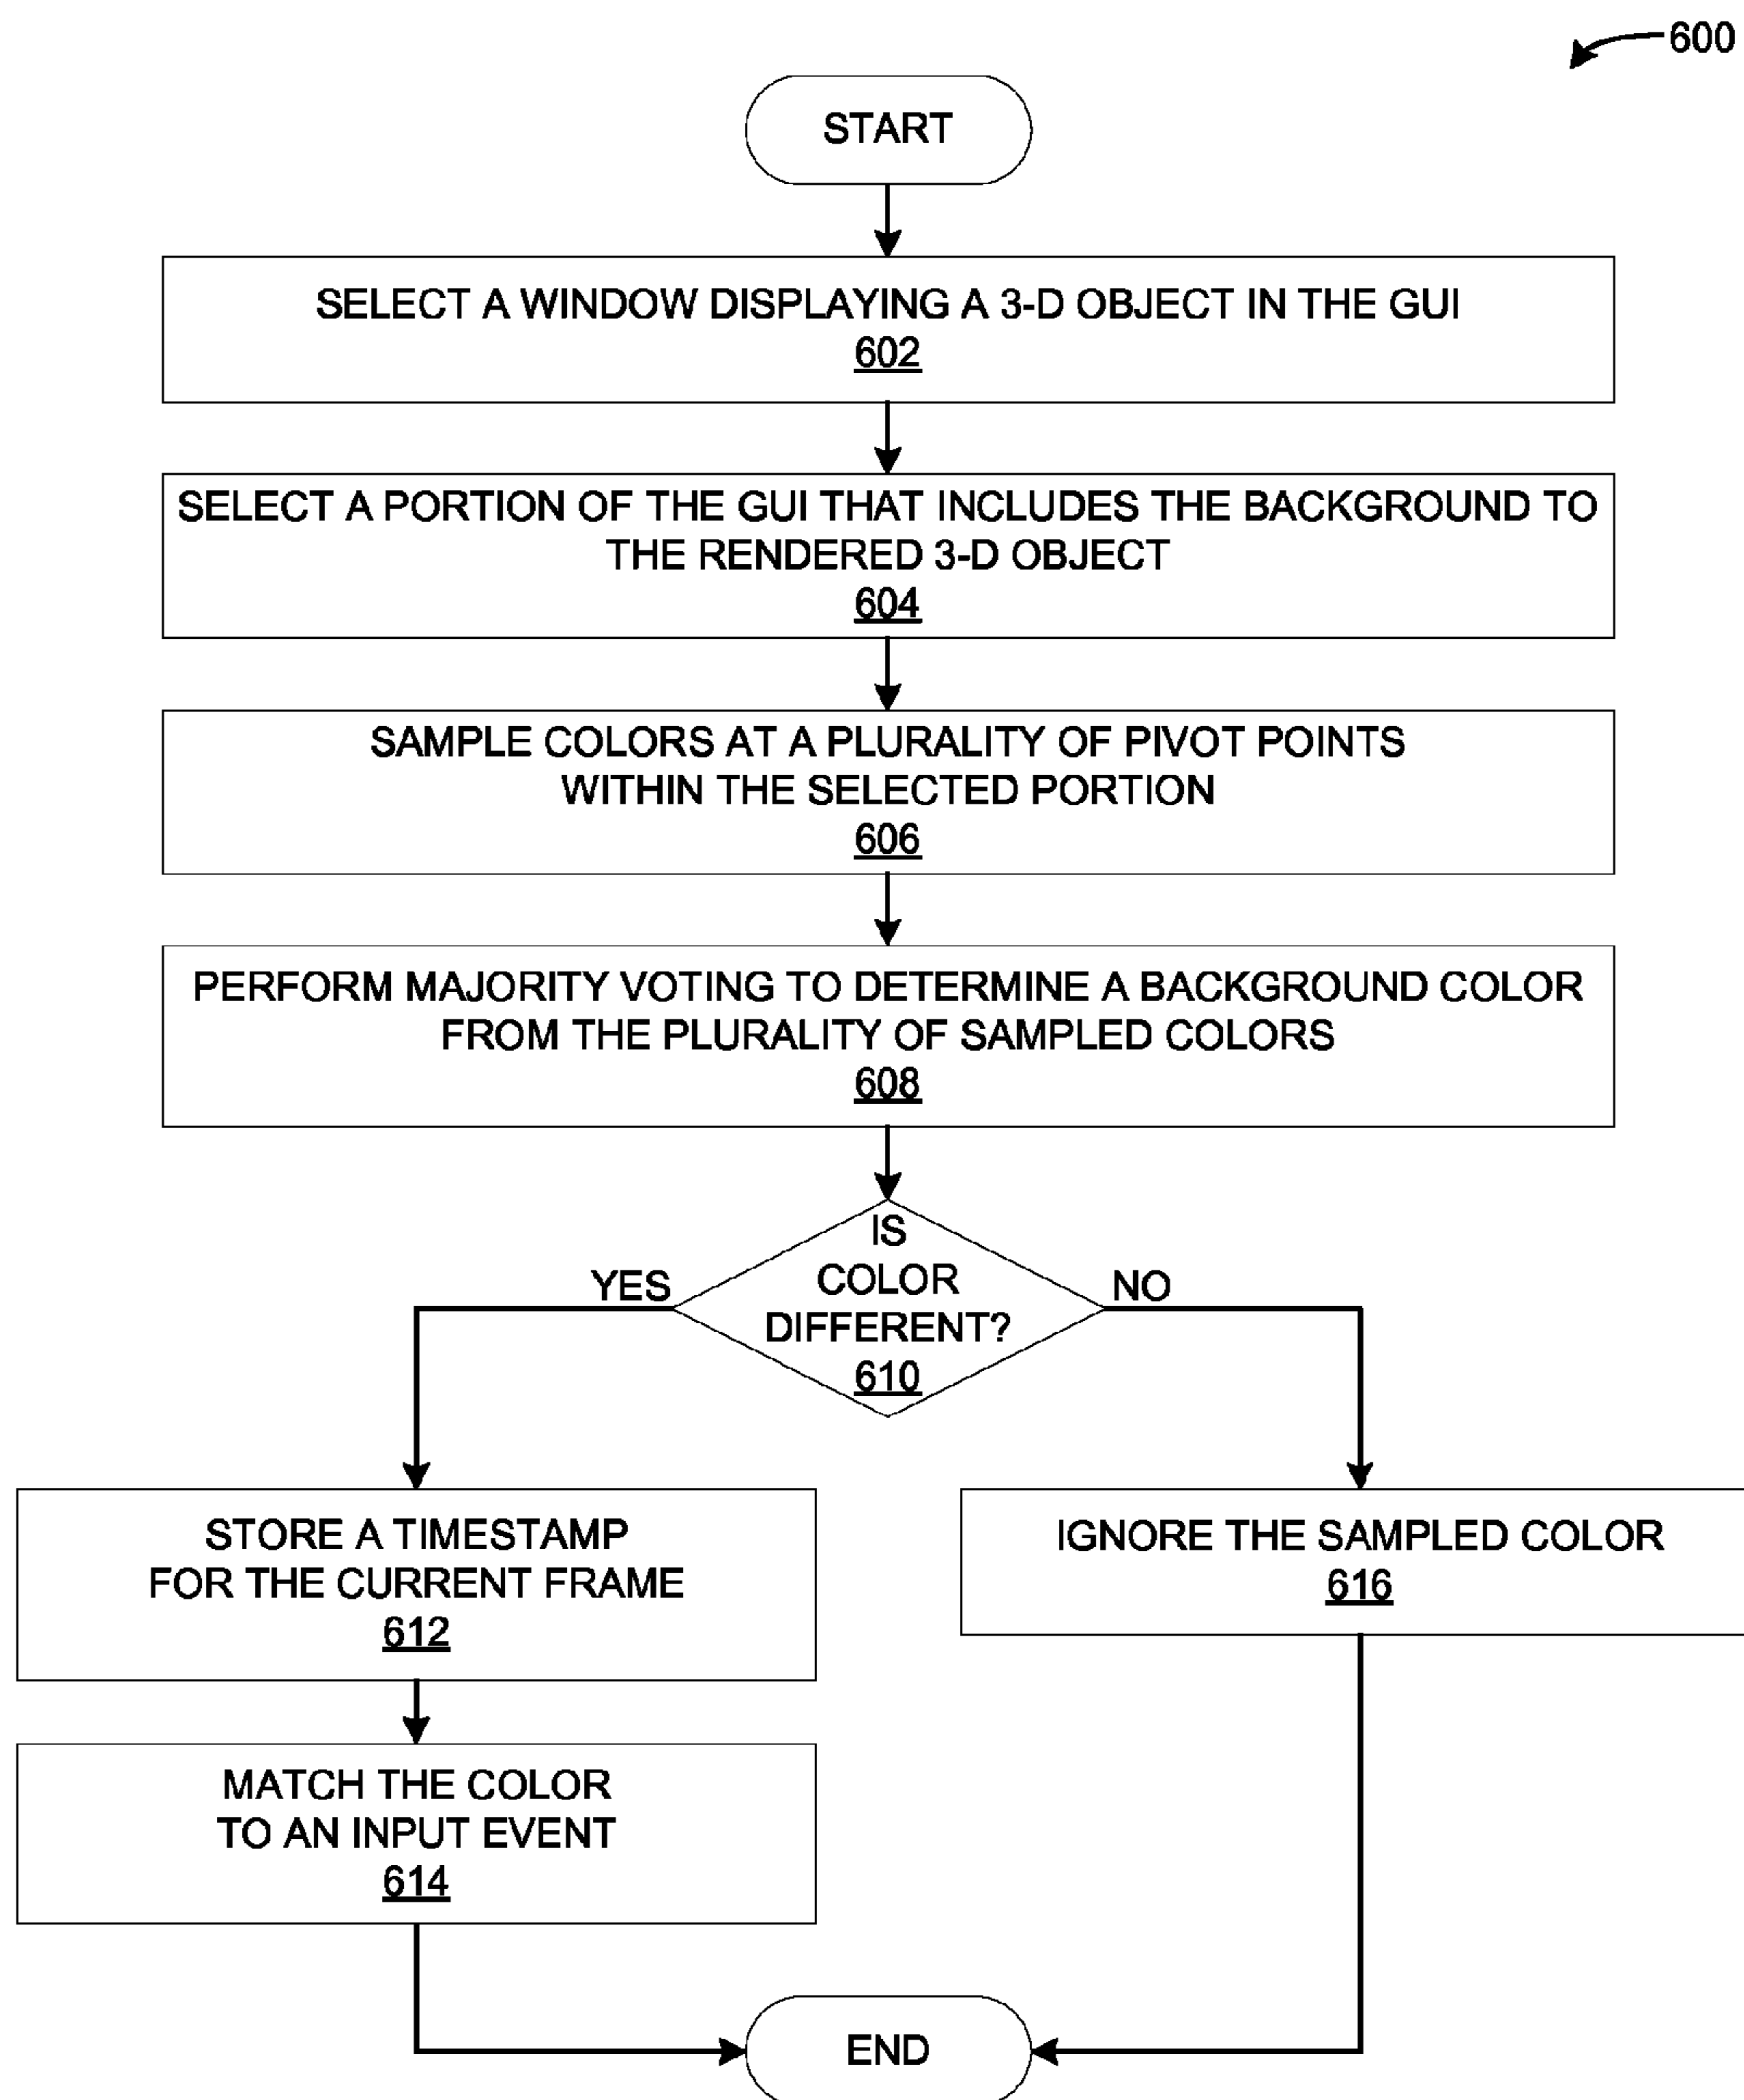 600
START
SELECT A WINDOW DISPLAYING A 3-D OBJECT IN THE GUI
602
SELECT A PORTION OF THE GUI THAT INCLUDES THE BACKGROUND TO
THE RENDERED 3-D OBJECT
604
SAMPLE COLORS AT A PLURALITY OF PIVOT POINTS
WITHIN THE SELECTED PORTION
606
PERFORM MAJORITY VOTING TO DETERMINE A BACKGROUND COLOR
FROM THE PLURALITY OF SAMPLED COLORS
608
IS
COLOR
DIFFERENT?
610
YES
NO
STORE A TIMESTAMP
FOR THE CURRENT FRAME
612
MATCH THE COLOR
TO AN INPUT EVENT
614
IGNORE THE SAMPLED COLOR
616
END